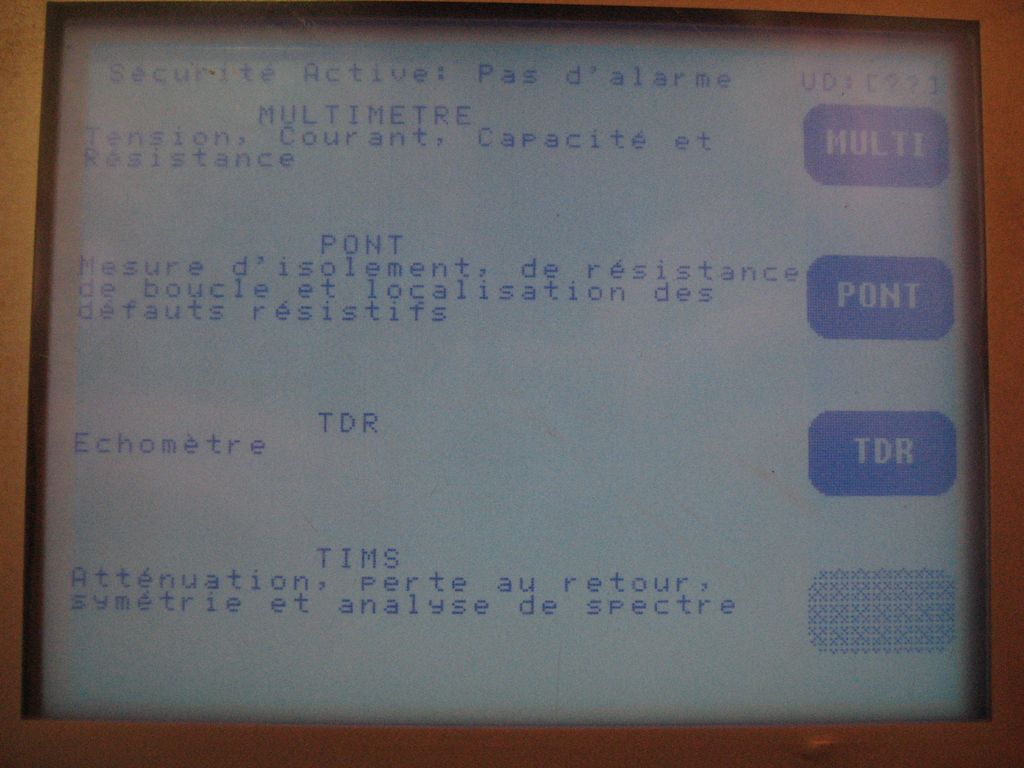 Sécurité Active: Pas d'alarme UD:[??]
MULTIMETRE
Tension, Courant, Capacité et
Résistance
MULTI
PONT
Mesure d'isolement, de résistance
de boucle et localisation des
défauts résistifs
PONT
TDR
Echomètre
TDR
TIMS
Atténuation, perte au retour,
symétrie et analyse de spectre